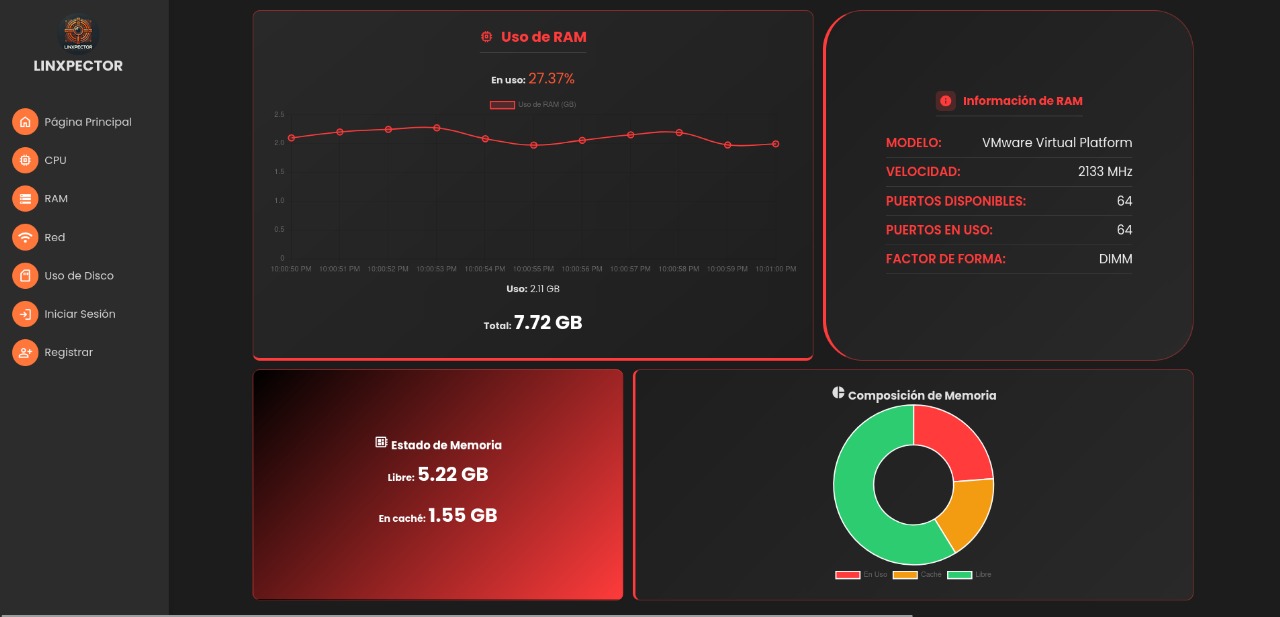 LINXPECTOR
LINXPECTOR
Página Principal
CPU
RAM
Red
Uso de Disco
Iniciar Sesión
Registrar
Uso de RAM
En uso: 27.37%
Uso de RAM (GB)
2.5
2.0
1.5
1.0
0.5
0
10:00:50 PM 10:00:51 PM 10:00:52 PM 10:00:53 PM 10:00:54 PM 10:00:55 PM 10:00:56 PM 10:00:57 PM 10:00:58 PM 10:00:59 PM 10:01:00 PM
Uso: 2.11 GB
Total: 7.72 GB
Información de RAM
MODELO: VMware Virtual Platform
VELOCIDAD: 2133 MHz
PUERTOS DISPONIBLES: 64
PUERTOS EN USO: 64
FACTOR DE FORMA: DIMM
Estado de Memoria
Libre: 5.22 GB
En caché: 1.55 GB
Composición de Memoria
En Uso Cache Libre